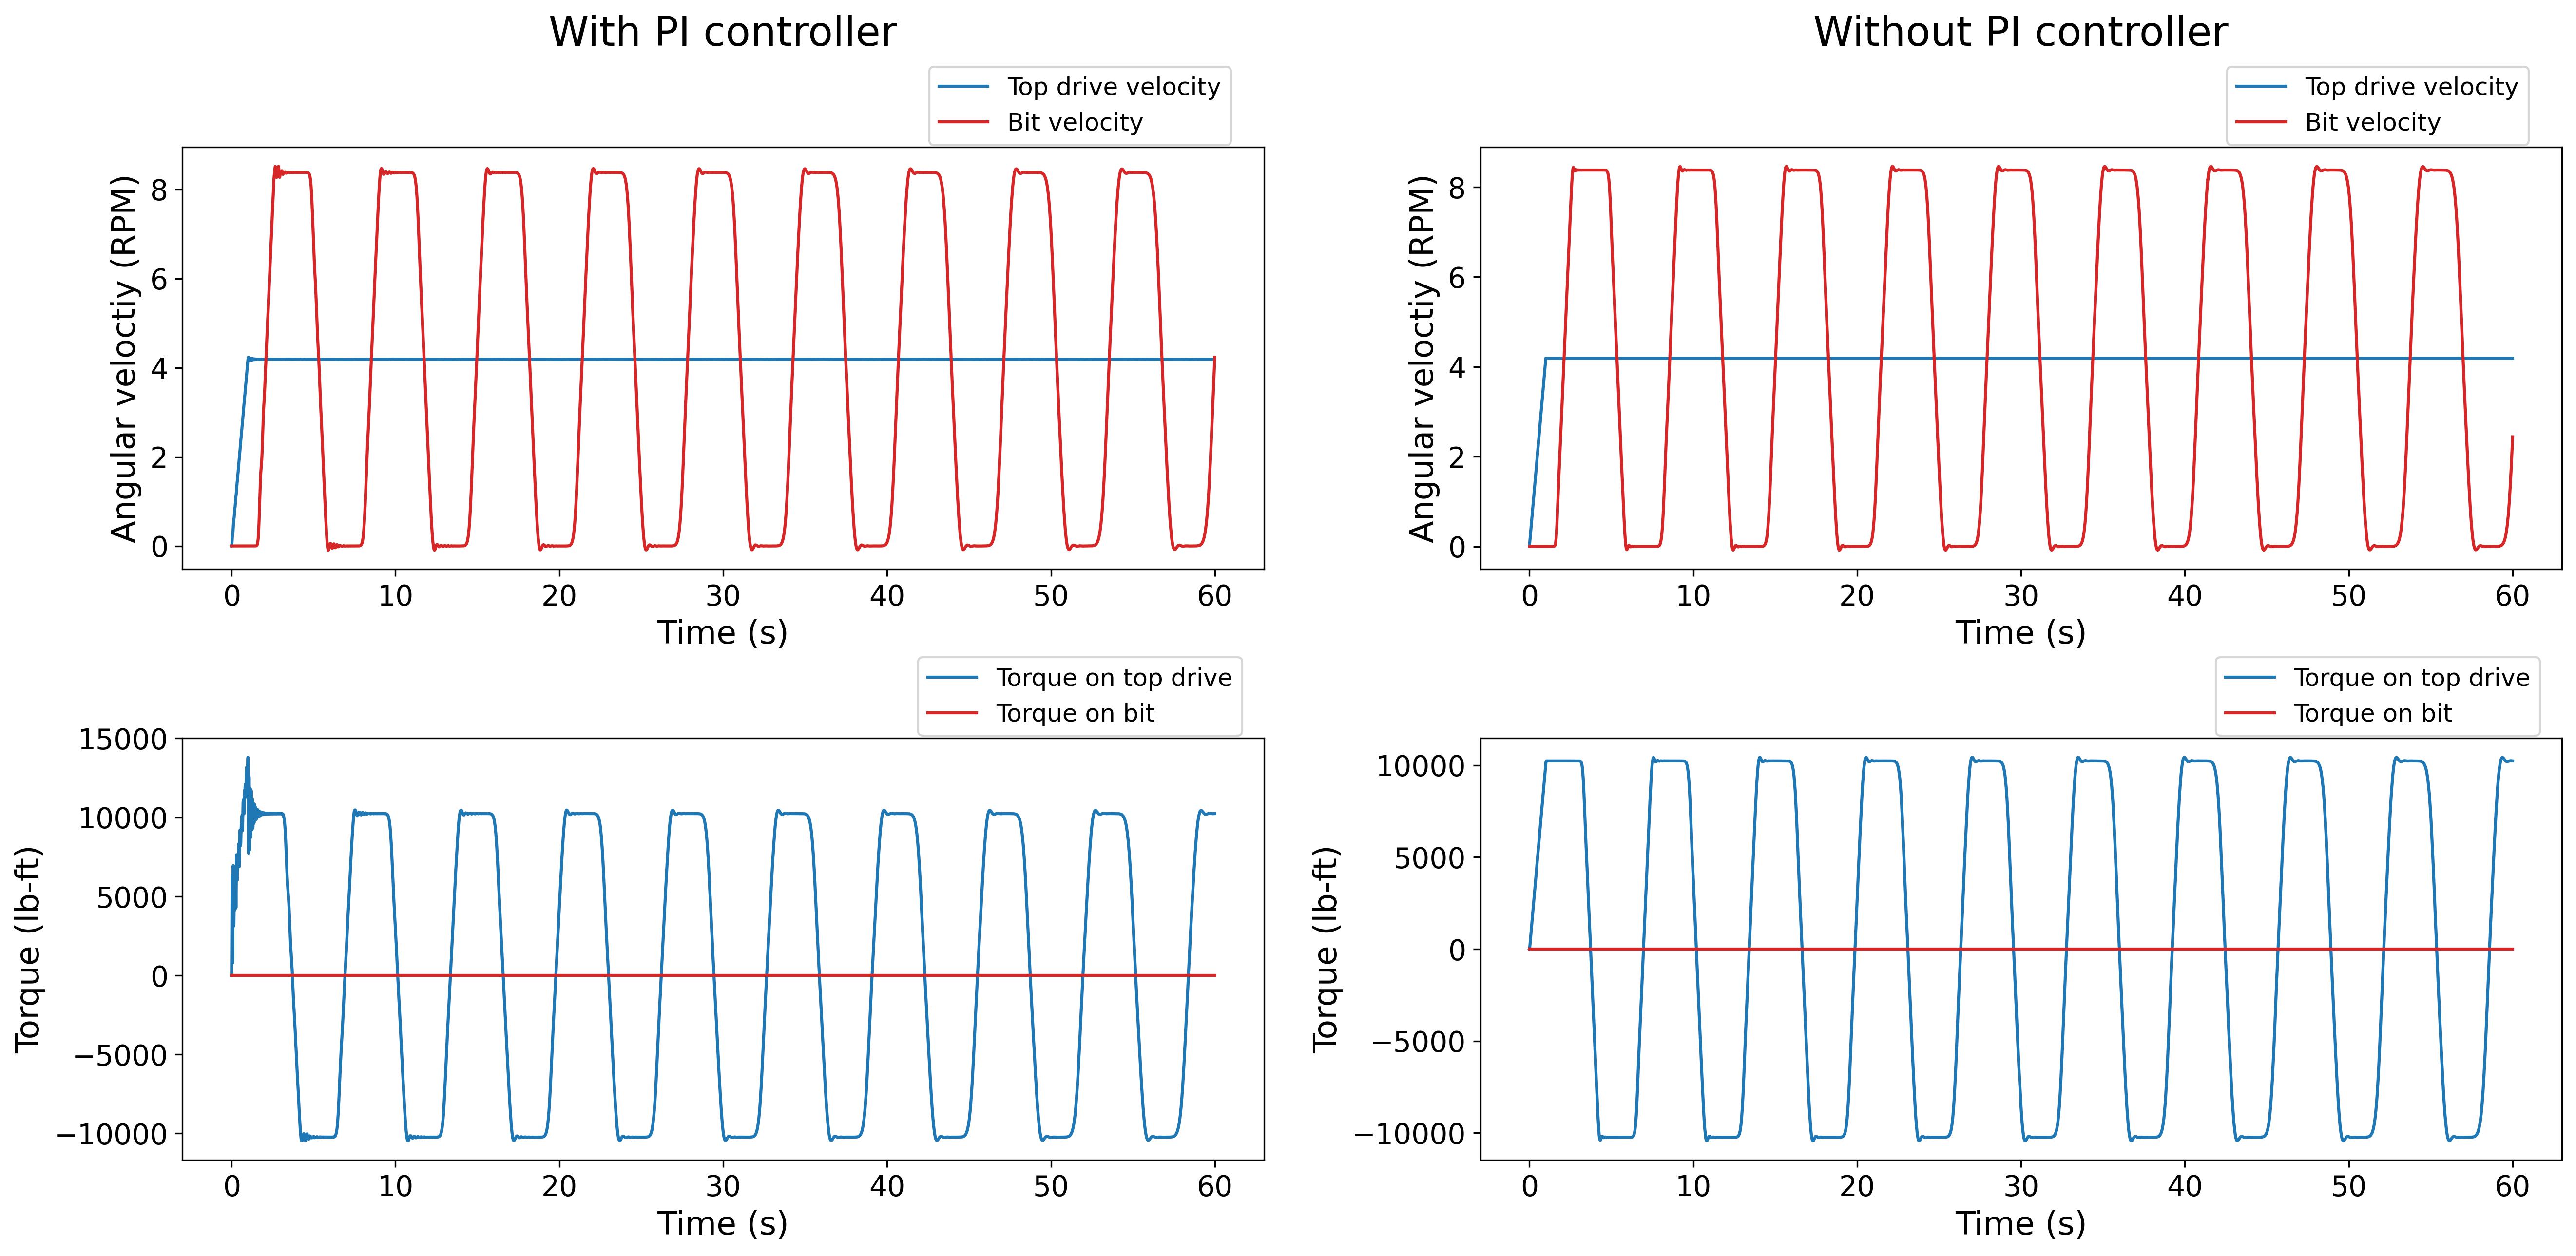 With PI controller
Top drive velocity
Bit velocity
Angular veloctiy (RPM)
8
6
4
2
0
0 10 20 30 40 50 60
Time (s)
Without PI controller
Top drive velocity
Bit velocity
Angular veloctiy (RPM)
8
6
4
2
0
0 10 20 30 40 50 60
Time (s)
Torque on top drive
Torque on bit
Torque (lb-ft)
15000
10000
5000
0
−5000
−10000
0 10 20 30 40 50 60
Time (s)
Torque on top drive
Torque on bit
Torque (lb-ft)
10000
5000
0
−5000
−10000
0 10 20 30 40 50 60
Time (s)